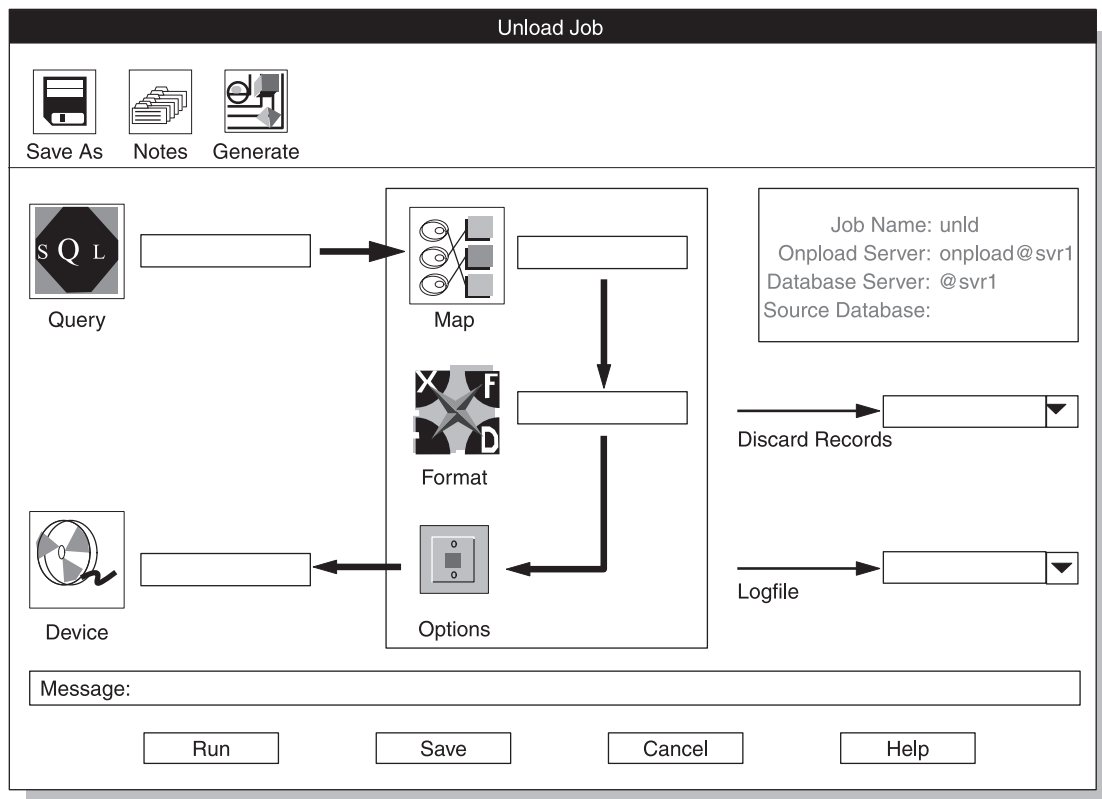 Unload Job
Save As
Notes
Generate
SQL
Query
Map
Job Name: unld
Onpload Server: onpload@svr1
Database Server: @svr1
Source Database:
X F
D
Format
Discard Records
Device
Options
Logfile
Message:
Run
Save
Cancel
Help